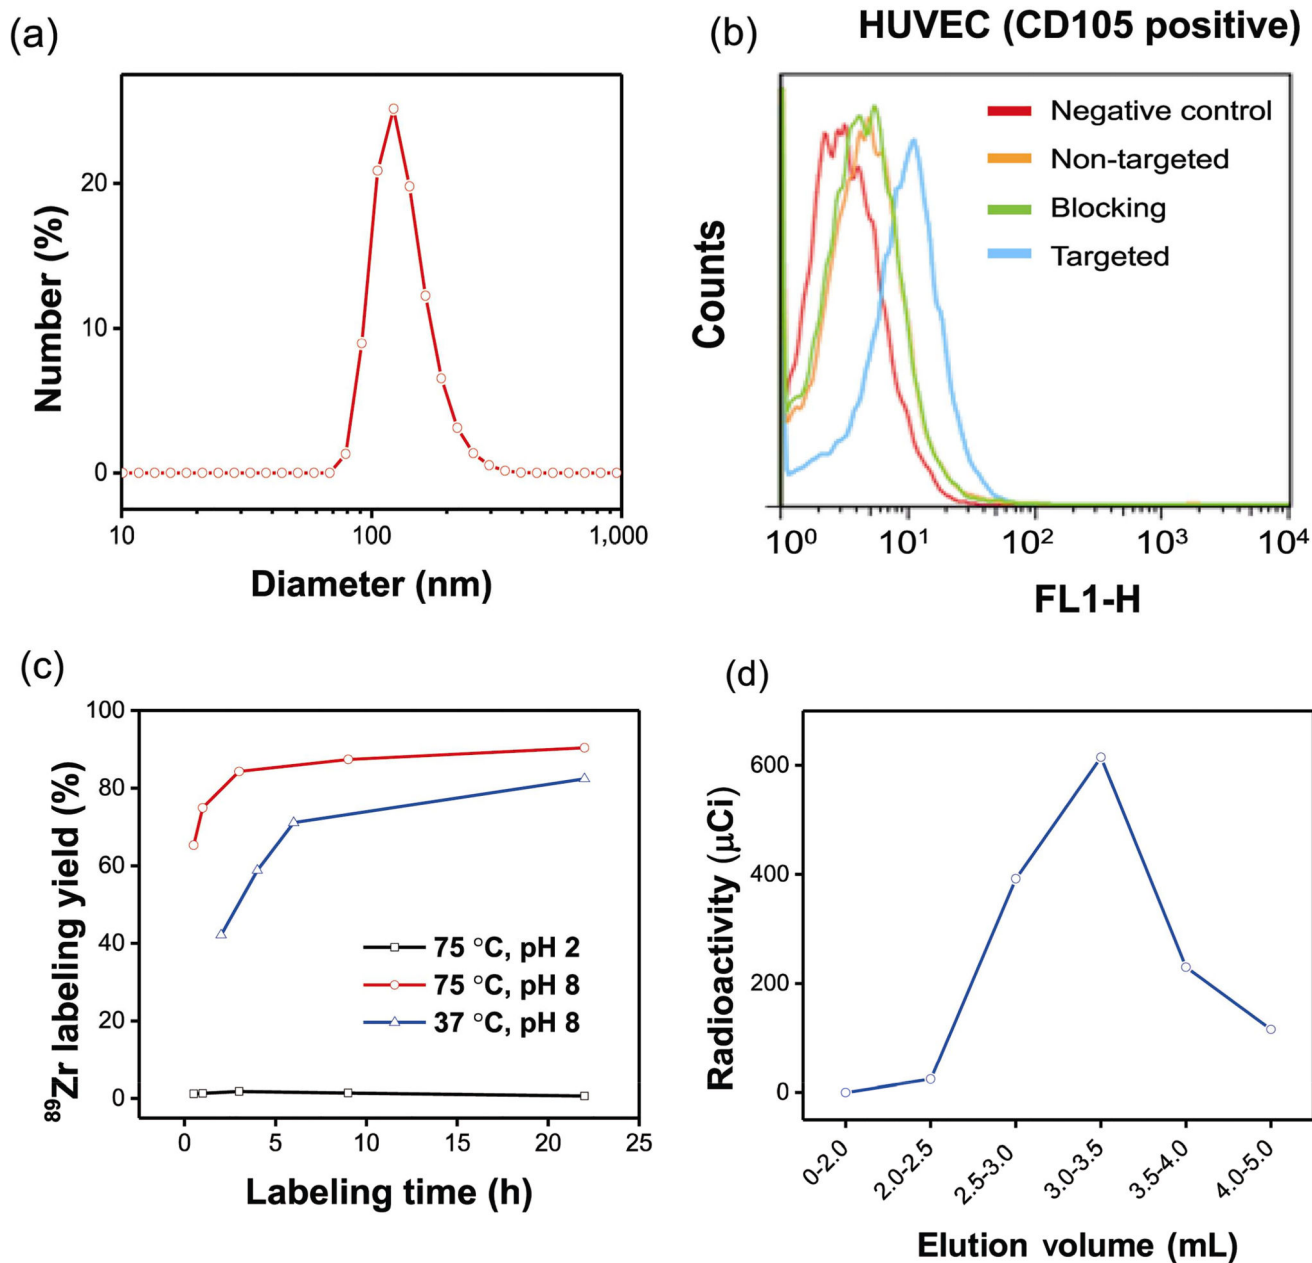 (a)
Number (%)
20
10
0
10
100
1,000
Diameter (nm)
(b)
HUVEC (CD105 positive)
Counts
Negative control
Non-targeted
Blocking
Targeted
10⁰
10¹
10²
10³
10⁴
FL1-H
(c)
⁸⁹Zr labeling yield (%)
100
80
60
40
20
0
75 °C, pH 2
75 °C, pH 8
37 °C, pH 8
0
5
10
15
20
25
Labeling time (h)
(d)
Radioactivity (μCi)
600
400
200
0
0-2.0
2.0-2.5
2.5-3.0
3.0-3.5
3.5-4.0
4.0-5.0
Elution volume (mL)